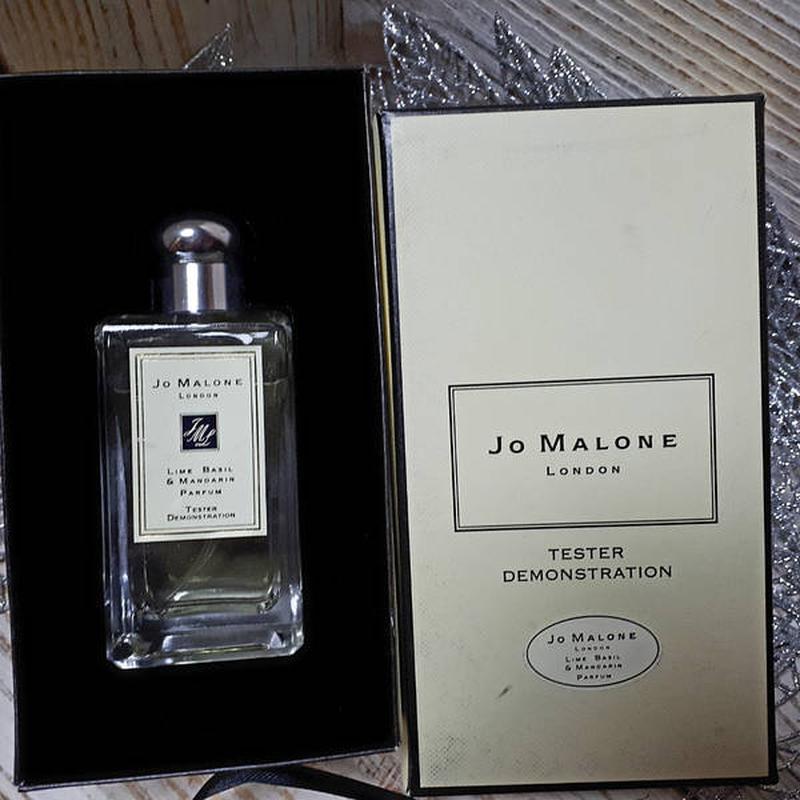 Jo Malone
London
JML
Lime Basil
& Mandarin
Parfum
Tester
Demonstration
Jo Malone
London
TESTER
DEMONSTRATION
Jo Malone
London
Lime Basil
& Mandarin
Parfum